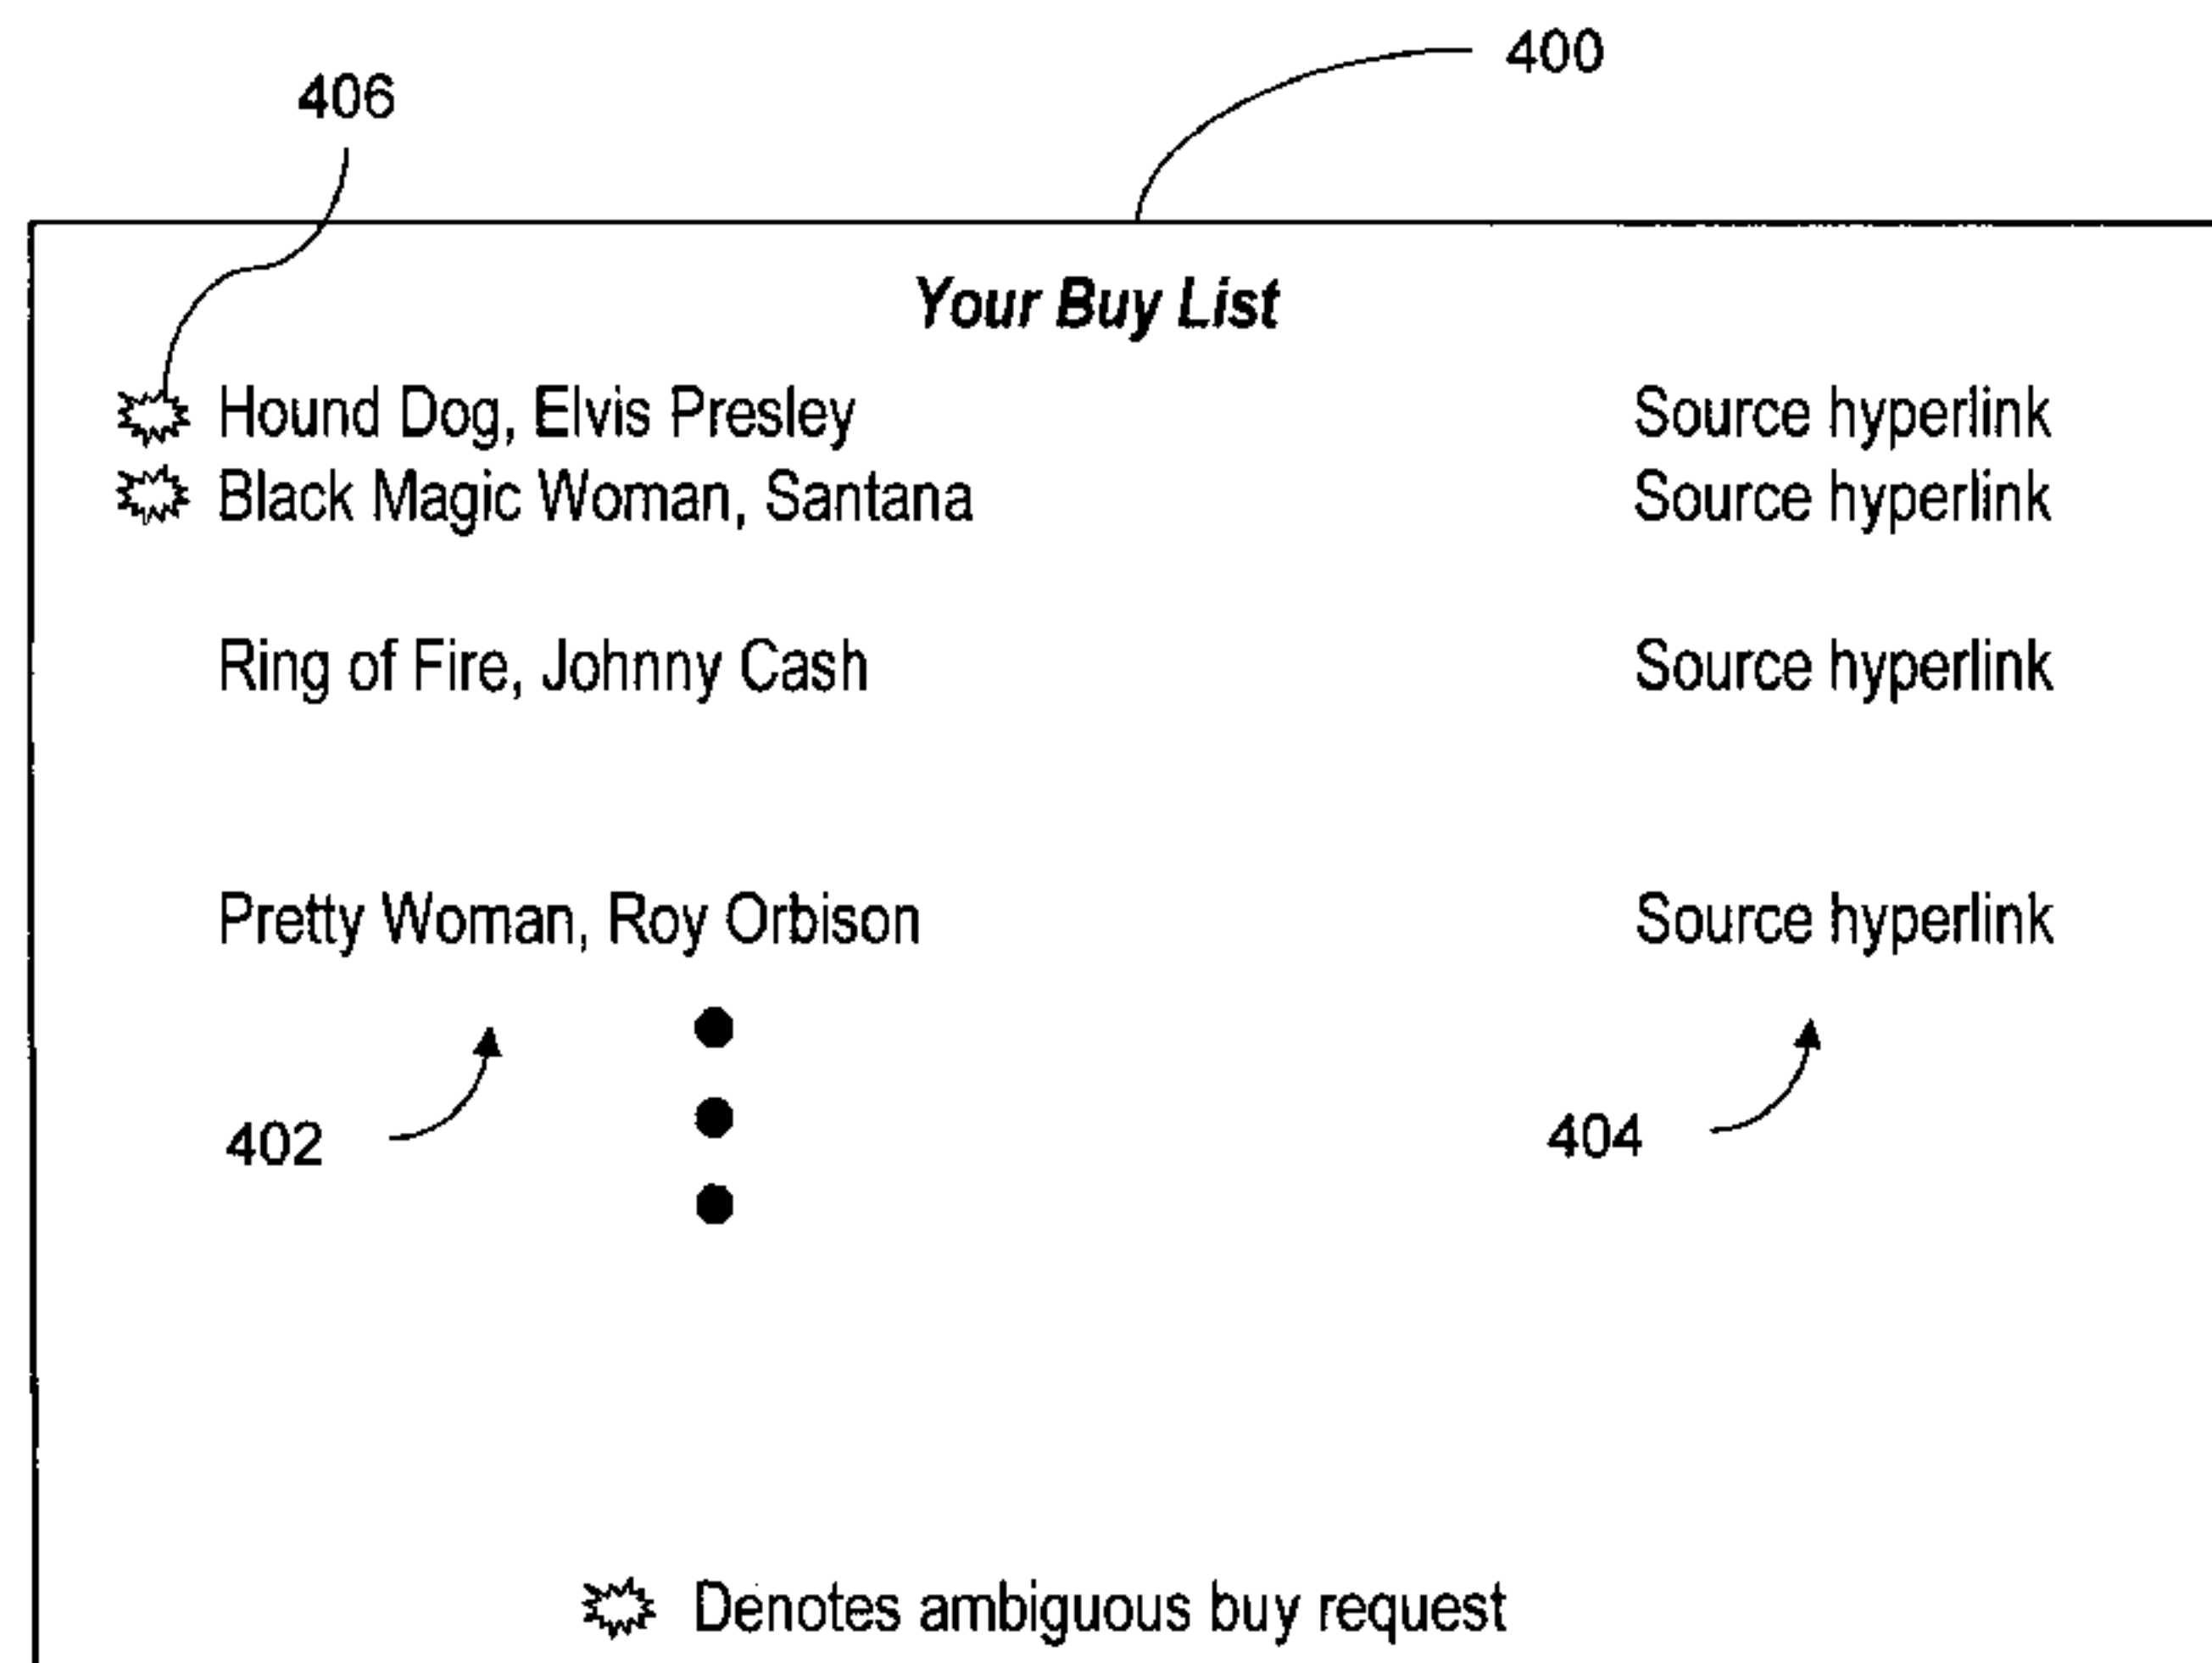 400
406
Your Buy List
Hound Dog, Elvis Presley Source hyperlink
Black Magic Woman, Santana Source hyperlink
Ring of Fire, Johnny Cash Source hyperlink
Pretty Woman, Roy Orbison Source hyperlink
402 404
Denotes ambiguous buy request